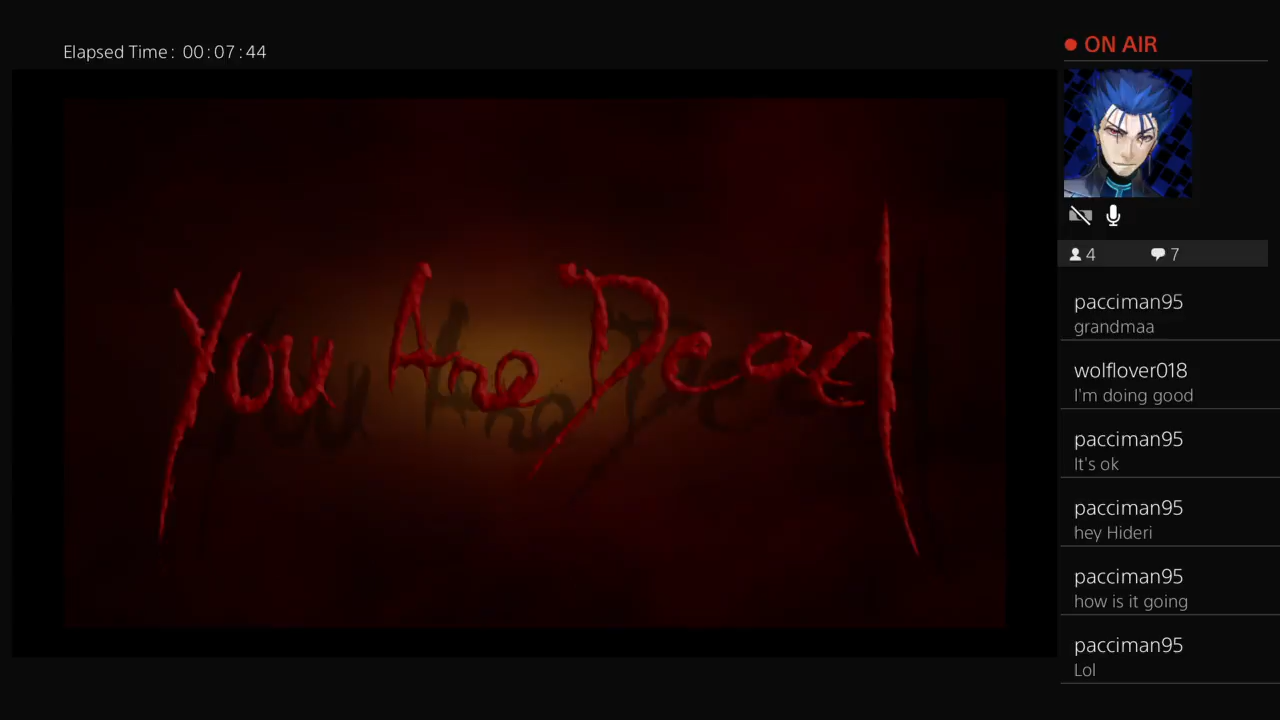 Elapsed Time: 00:07:44
ON AIR
You Are Dead
4 7
pacciman95
grandmaa
wolflover018
I'm doing good
pacciman95
It's ok
pacciman95
hey Hideri
pacciman95
how is it going
pacciman95
Lol